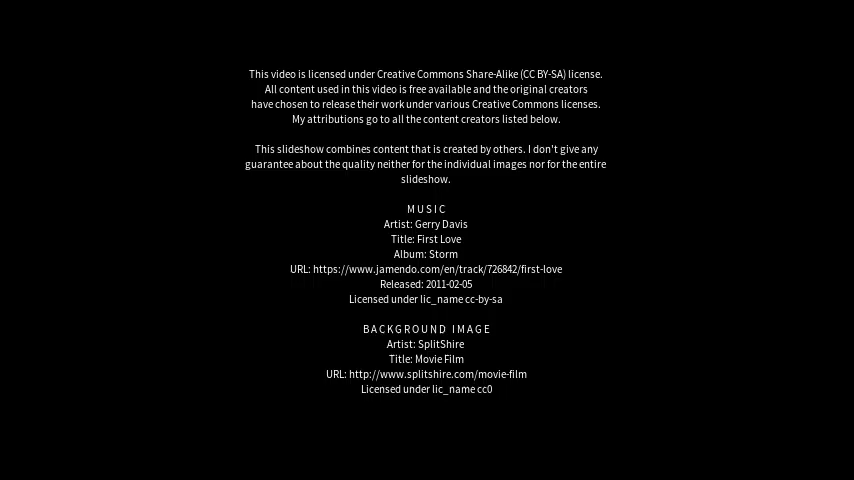 This video is licensed under Creative Commons Share-Alike (CC BY-SA) license.
All content used in this video is free available and the original creators
have chosen to release their work under various Creative Commons licenses.
My attributions go to all the content creators listed below.
This slideshow combines content that is created by others. I don't give any
guarantee about the quality neither for the individual images nor for the entire
slideshow.
MUSIC
Artist: Gerry Davis
Title: First Love
Album: Storm
URL: https://www.jamendo.com/en/track/726842/first-love
Released: 2011-02-05
Licensed under lic_name cc-by-sa
BACKGROUND IMAGE
Artist: SplitShire
Title: Movie Film
URL: http://www.splitshire.com/movie-film
Licensed under lic_name cc0